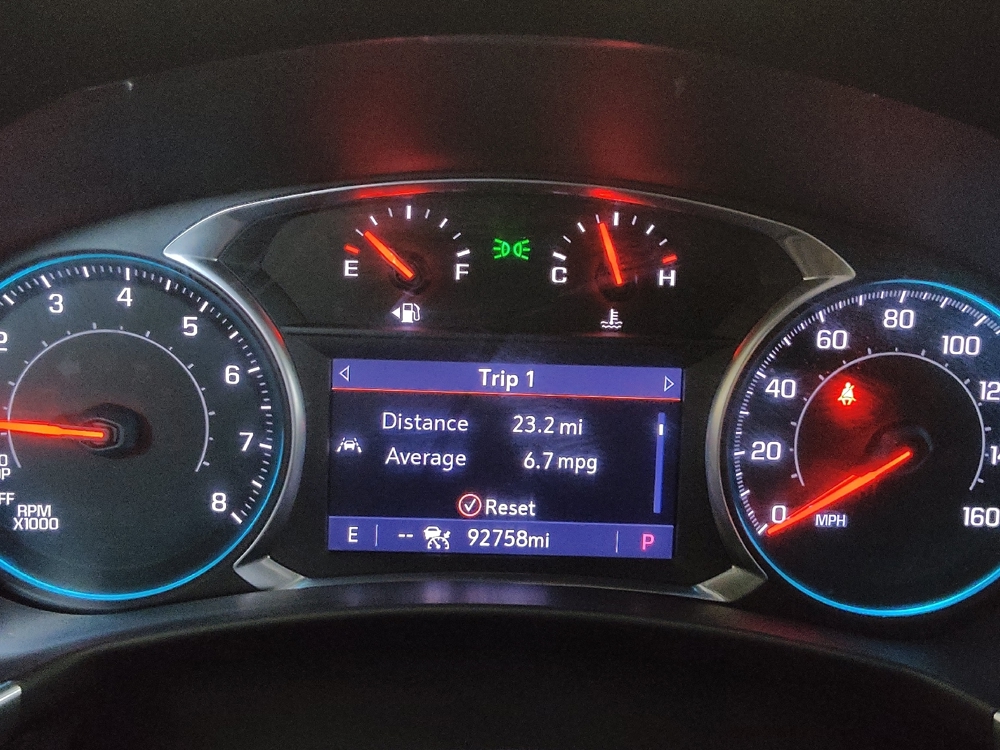 E F
C H
2 3 4 5 6 7 8
RPM
X1000
Trip 1
Distance 23.2 mi
Average 6.7 mpg
Reset
E -- 92758mi P
0 20 40 60 80 100 160
MPH